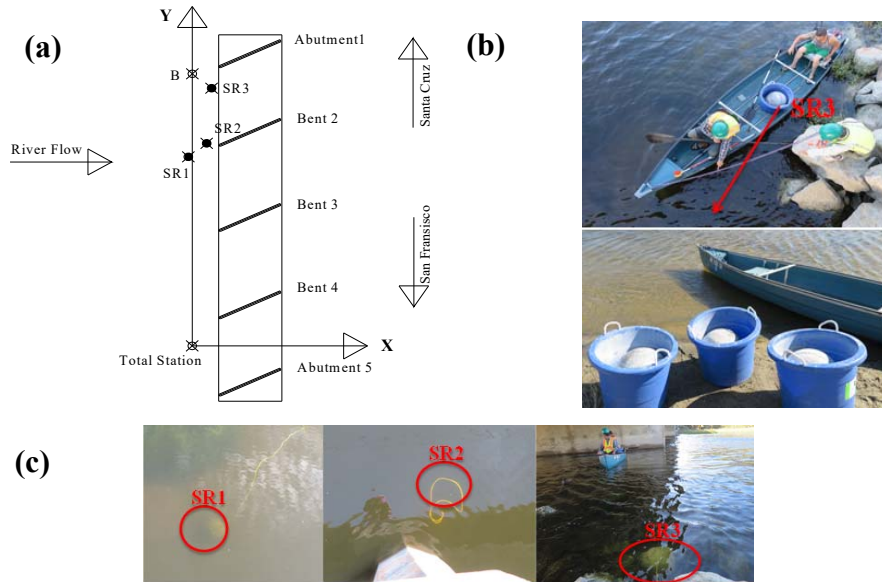 (a)
Y
Abutment1
B
SR3
Bent 2
SR2
SR1
River Flow
Santa Cruz
Bent 3
San Fransisco
Bent 4
X
Total Station
Abutment 5
(b)
SR3
(c)
SR1
SR2
SR3